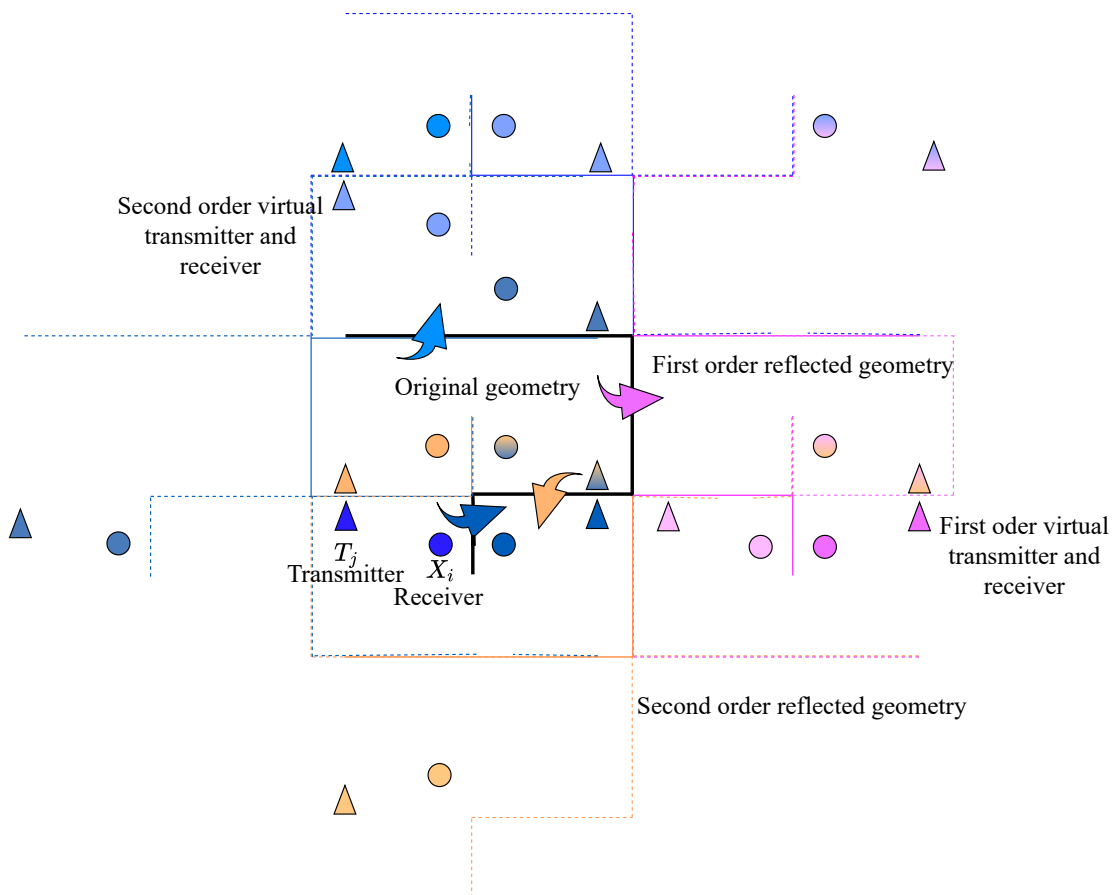 Second order virtual
transmitter and
receiver
Original geometry
First order reflected geometry
First oder virtual
transmitter and
receiver
T_j
Transmitter
X_i
Receiver
Second order reflected geometry